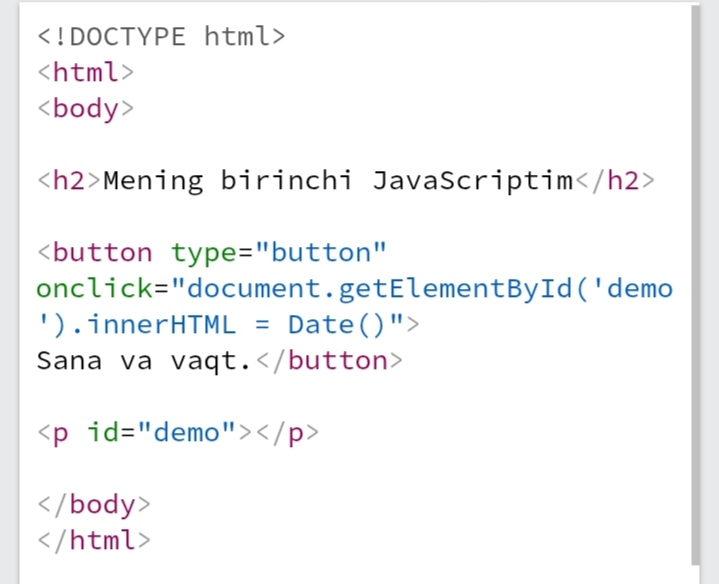 <!DOCTYPE html>
<html>
<body>
<h2>Mening birinchi JavaScriptim</h2>
<button type="button"
onclick="document.getElementById('demo
').innerHTML = Date()">
Sana va vaqt.</button>
<p id="demo"></p>
</body>
</html>